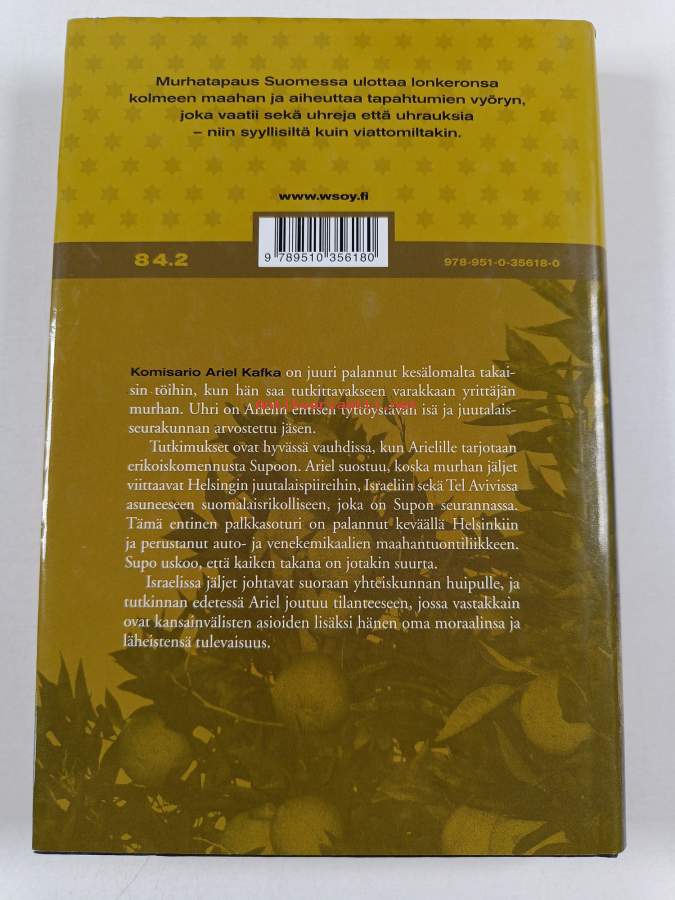 Murhatapaus Suomessa ulottaa lonkeronsa
kolmeen maahan ja aiheuttaa tapahtumien vyöryn,
joka vaatii sekä uhreja että uhrauksia
– niin syyllisiltä kuin viattomiltakin.
www.wsoy.fi
84.2
9 789510 356180
978-951-0-35618-0
Komisario Ariel Kafka on juuri palannut kesälomalta takai-
sin töihin, kun hän saa tutkittavakseen varakkaan yrittäjän
murhan. Uhri on Arielin entisen tyttöystävän isä ja juutalais-
seurakunnan arvostettu jäsen.
Tutkimukset ovat hyvässä vauhdissa, kun Arielille tarjotaan
erikoiskomennusta Supoon. Ariel suostuu, koska murhan jäljet
viittaavat Helsingin juutalaispiireihin, Israeliin sekä Tel Avivissa
asuneeseen suomalaisrikolliseen, joka on Supon seurannassa.
Tämä entinen palkkasoturi on palannut keväällä Helsinkiin
ja perustanut auto- ja venekemikaalien maahantuontiliikkeen.
Supo uskoo, että kaiken takana on jotakin suurta.
Israelissa jäljet johtavat suoraan yhteiskunnan huipulle, ja
tutkinnan edetessä Ariel joutuu tilanteeseen, jossa vastakkain
ovat kansainvälisten asioiden lisäksi hänen oma moraalinsa ja
läheistensä tulevaisuus.